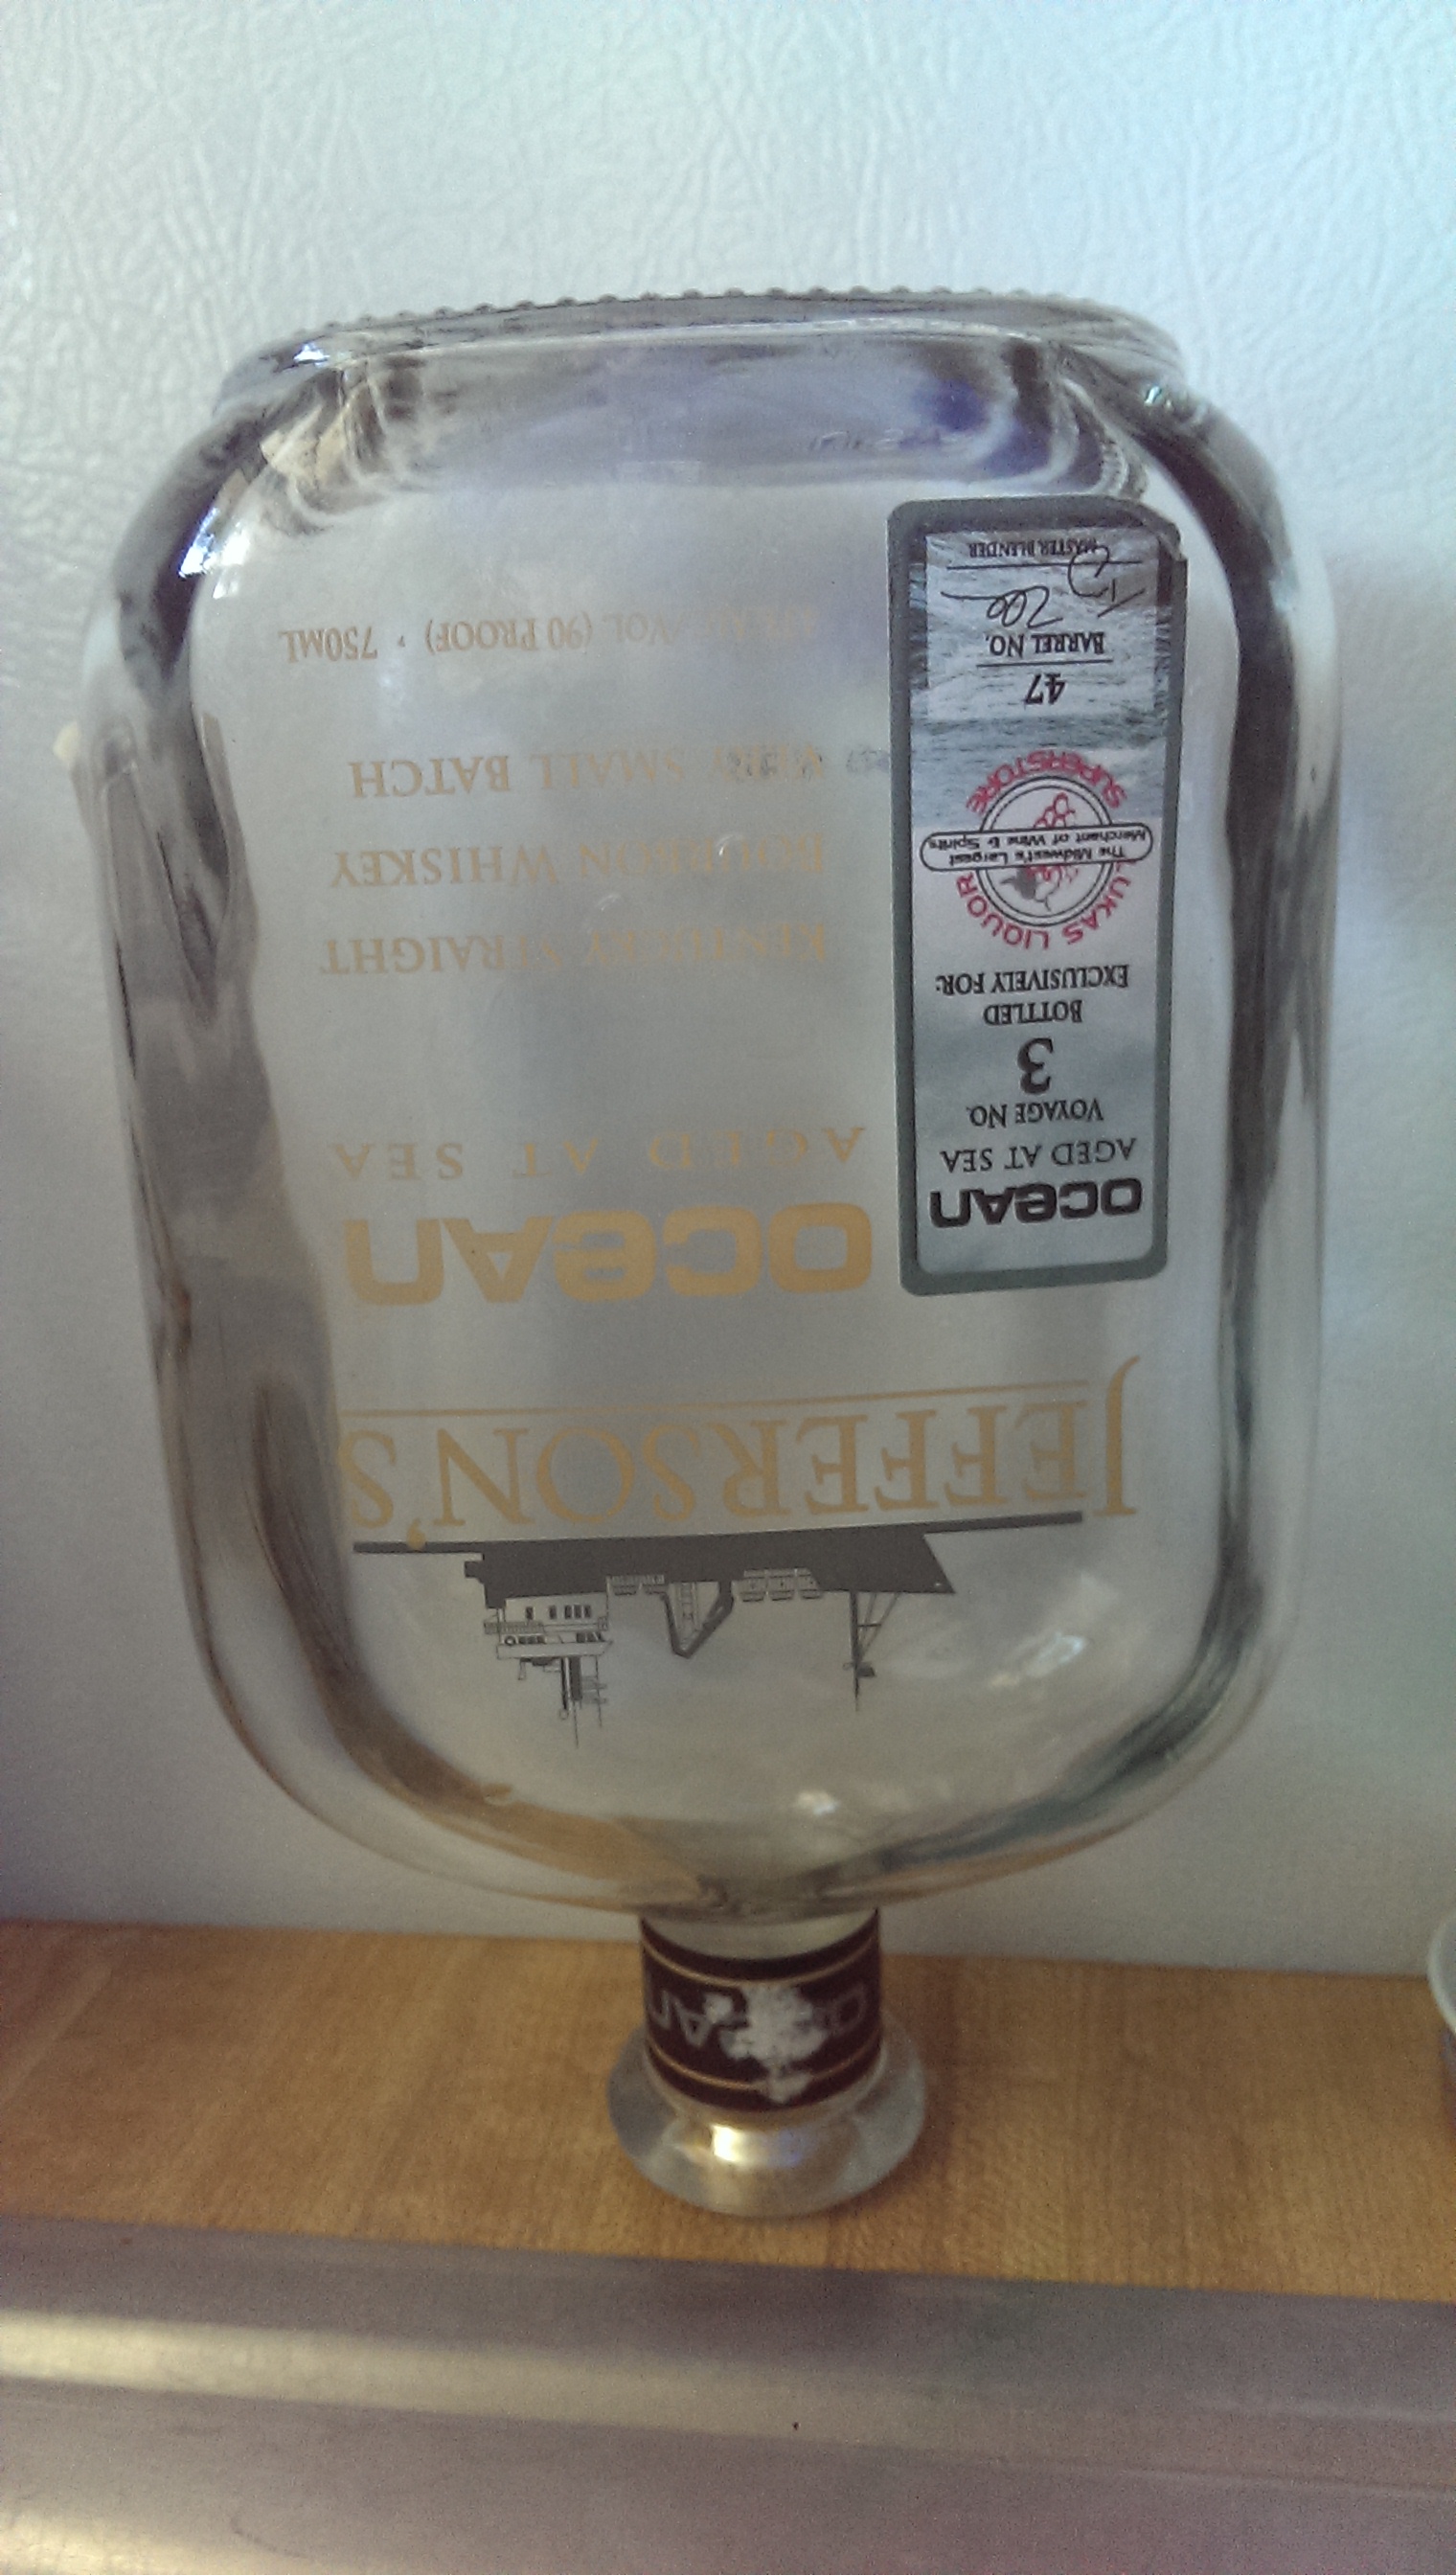 JEFFERSON'S
OCEAN
AGED AT SEA
KENTUCKY STRAIGHT
BOURBON WHISKEY
VERY SMALL BATCH
VOL (90 PROOF) • 750ML
OCEAN
AGED AT SEA
VOYAGE NO.
3
BOTTLED
EXCLUSIVELY FOR:
LUKAS LIQUOR
The Midwest's Largest
Merchant of Wine & Spirits
SUPERSTORE
47
BARREL NO.
MASTER BLENDER